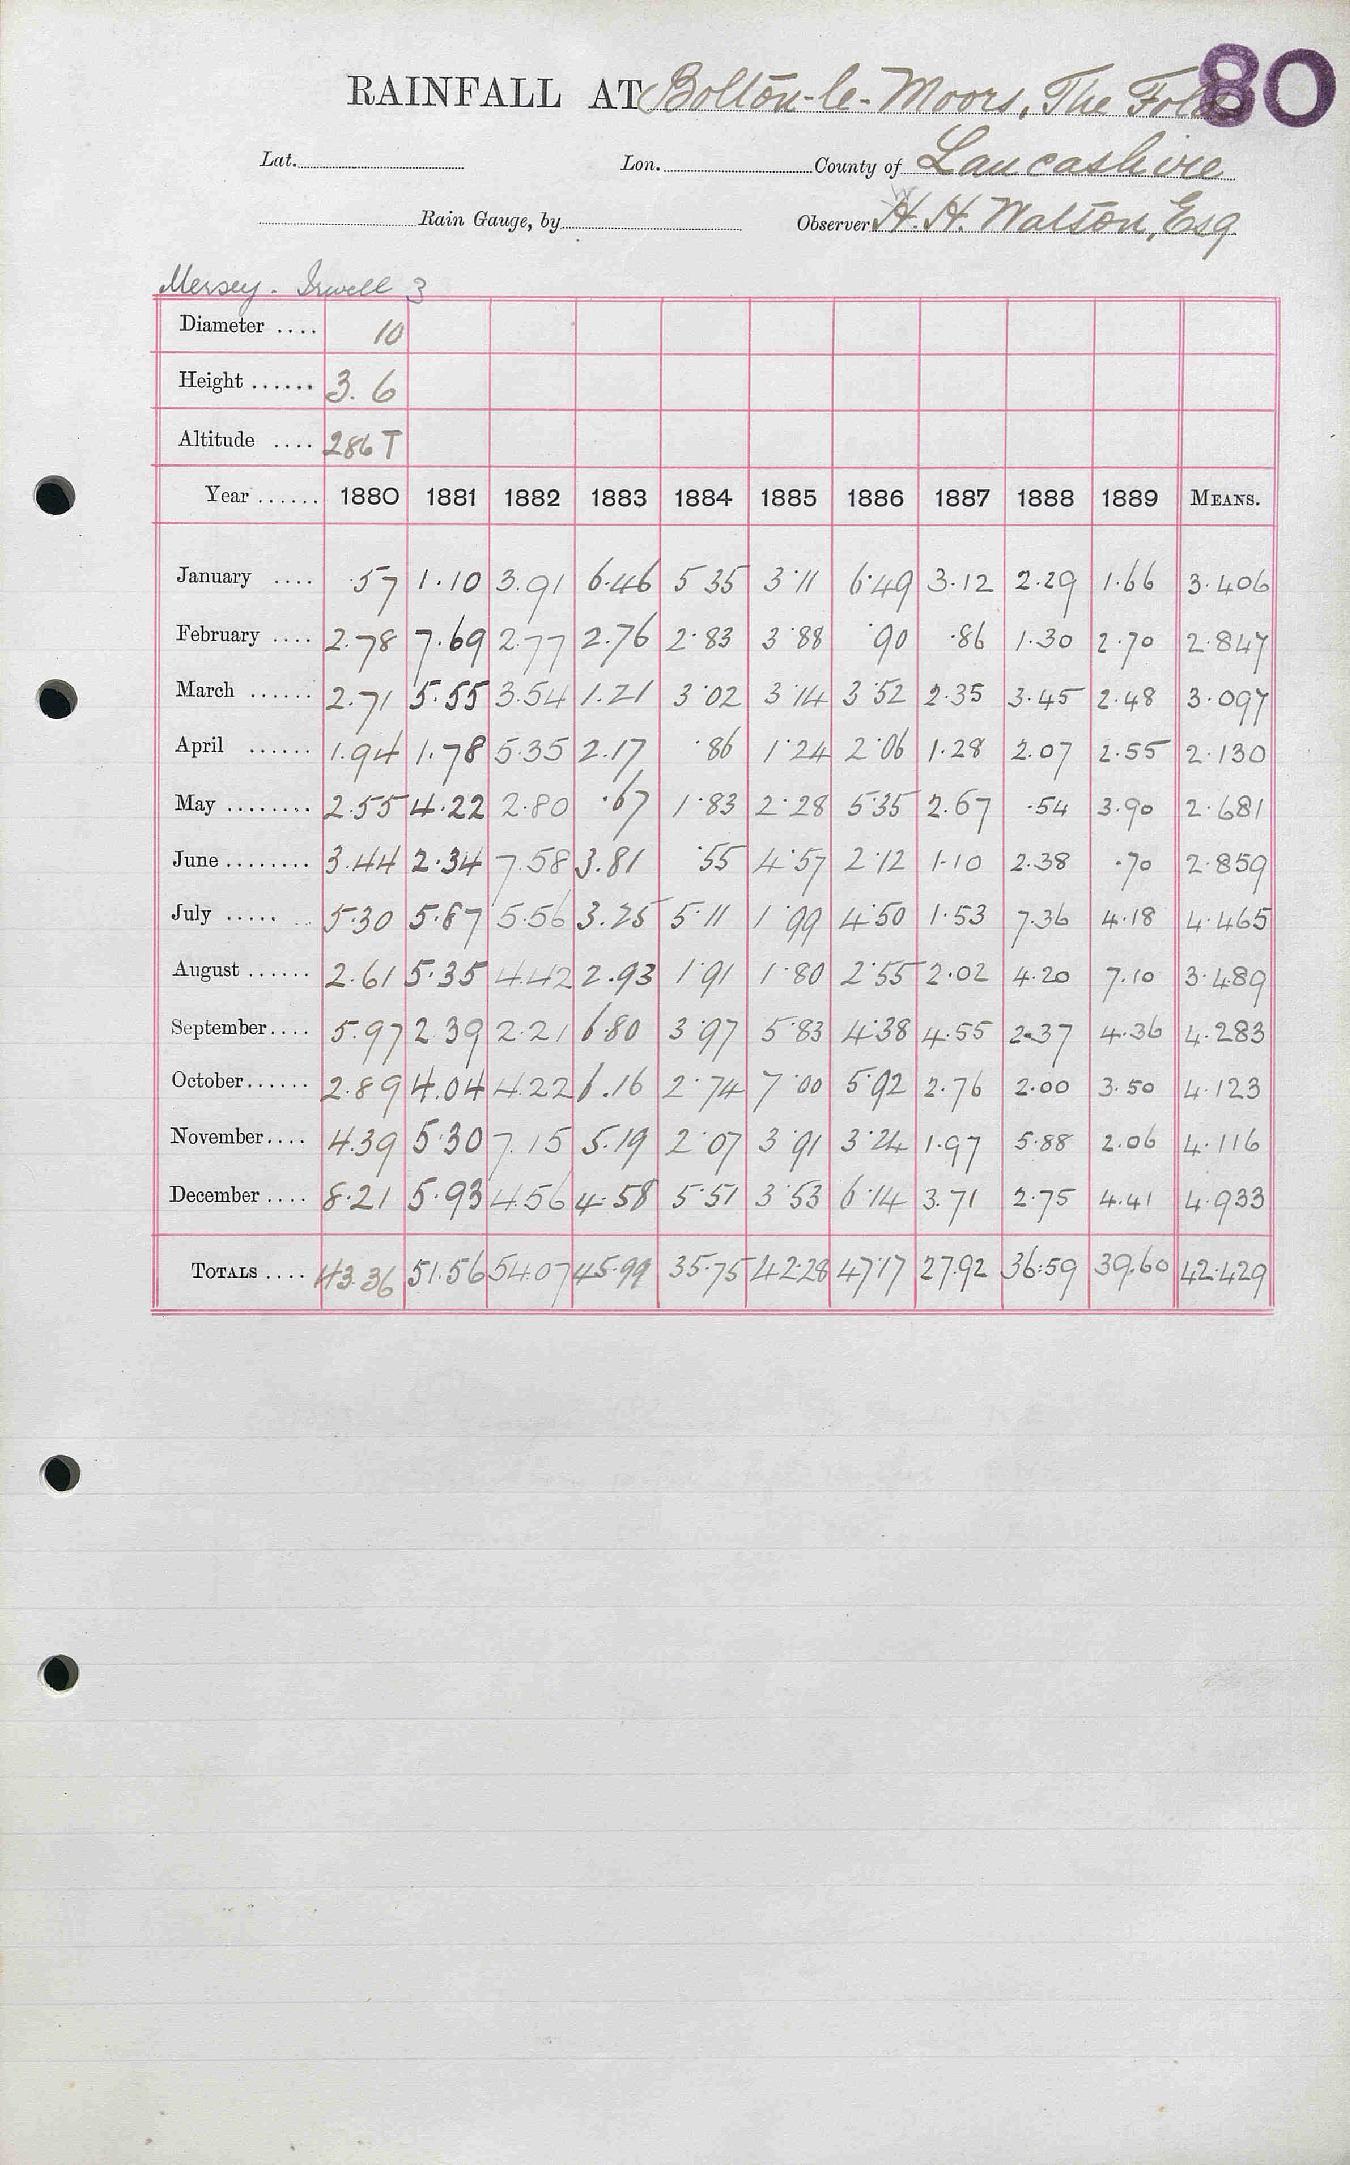 80
RAINFALL AT Bolton-le-Moors, The Fold
Lat. Lon. County of Lancashire
Rain Gauge, by Observer H. H. Watson, Esq
Mersey. Irwell 3
Diameter .... 10
Height ...... 3. 6
Altitude .... 286 T
Year ...... 1880 1881 1882 1883 1884 1885 1886 1887 1888 1889 MEANS.
January .... .57 1.10 3.91 6.46 5 35 3.11 6.49 3.12 2.29 1.66 3.406
February .... 2.78 7.69 2.77 2.76 2.83 3.88 .90 .86 1.30 2.70 2.847
March ...... 2.71 5.55 3.54 1.21 3.02 3.14 3.52 2.35 3.45 2.48 3.097
April ...... 1.94 1.78 5.35 2.17 .86 1.24 2.06 1.28 2.07 2.55 2.130
May ........ 2.55 4.22 2.80 .67 1.83 2.28 5.35 2.67 .54 3.90 2.681
June ........ 3.44 2.34 7.58 3.81 .55 4.57 2.12 1.10 2.38 .70 2.859
July ..... .. 5.30 5.87 5.56 3.25 5.11 1.99 4.50 1.53 7.36 4.18 4.465
August ...... 2.61 5.35 4.42 2.93 1.91 1.80 2.55 2.02 4.20 7.10 3.489
September.... 5.97 2.39 2.21 6.80 3.97 5.83 4.38 4.55 2.37 4.36 4.283
October...... 2.89 4.04 4.22 6.16 2.74 7.00 5.92 2.76 2.00 3.50 4.123
November.... 4.39 5.30 7.15 5.19 2.07 3.91 3.24 1.97 5.88 2.06 4.116
December .... 8.21 5.93 4.56 4.58 5.51 3.53 6.14 3.71 2.75 4.41 4.933
TOTALS .... 43.36 51.56 54.07 45.99 35.75 42.28 47.17 27.92 36.59 39.60 42.429